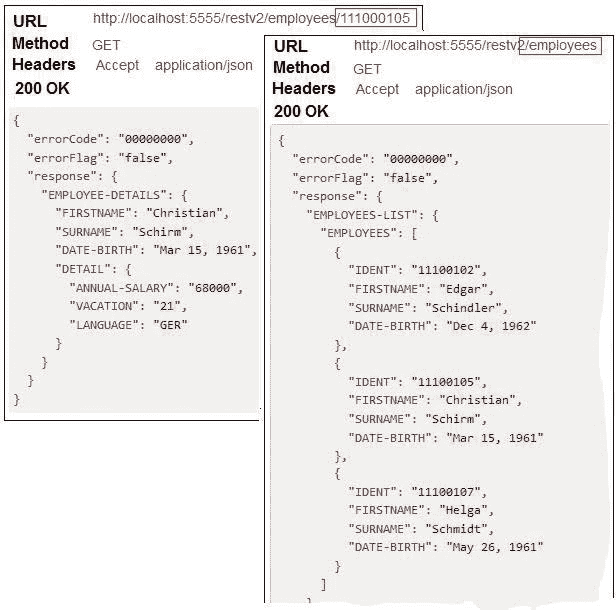 URL http://localhost:5555/restv2/employees/111000105
Method GET
Headers Accept application/json
200 OK
{
"errorCode": "00000000",
"errorFlag": "false",
"response": {
"EMPLOYEE-DETAILS": {
"FIRSTNAME": "Christian",
"SURNAME": "Schirm",
"DATE-BIRTH": "Mar 15, 1961",
"DETAIL": {
"ANNUAL-SALARY": "68000",
"VACATION": "21",
"LANGUAGE": "GER"
}
}
}
}
URL http://localhost:5555/restv2/employees
Method GET
Headers Accept application/json
200 OK
{
"errorCode": "00000000",
"errorFlag": "false",
"response": {
"EMPLOYEES-LIST": {
"EMPLOYEES": [
{
"IDENT": "11100102",
"FIRSTNAME": "Edgar",
"SURNAME": "Schindler",
"DATE-BIRTH": "Dec 4, 1962"
},
{
"IDENT": "11100105",
"FIRSTNAME": "Christian",
"SURNAME": "Schirm",
"DATE-BIRTH": "Mar 15, 1961"
},
{
"IDENT": "11100107",
"FIRSTNAME": "Helga",
"SURNAME": "Schmidt",
"DATE-BIRTH": "May 26, 1961"
}
]
}